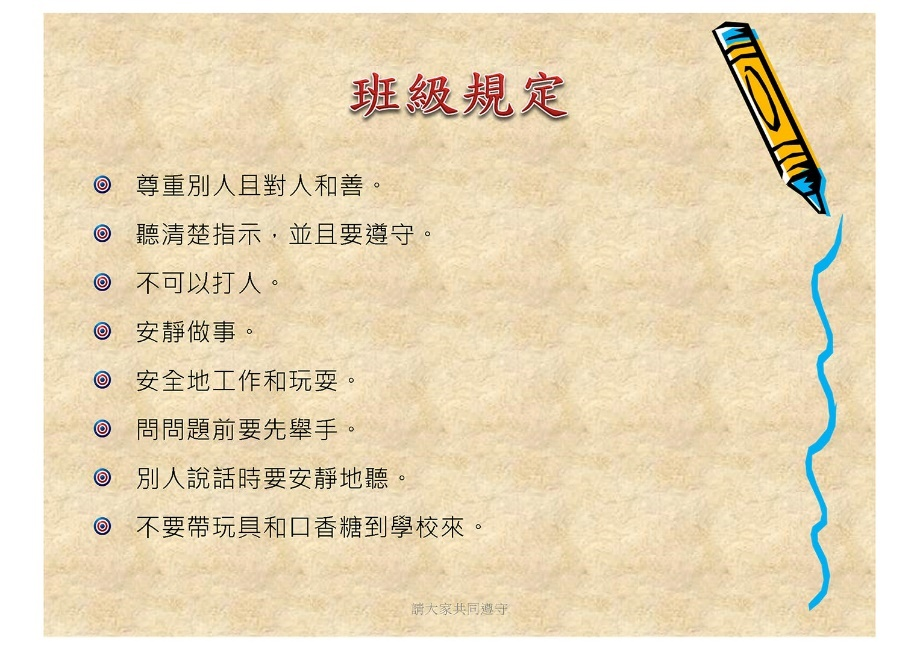 班級規定
尊重別人且對人和善。
聽清楚指示，並且要遵守。
不可以打人。
安靜做事。
安全地工作和玩耍。
問問題前要先舉手。
別人說話時要安靜地聽。
不要帶玩具和口香糖到學校來。
請大家共同遵守